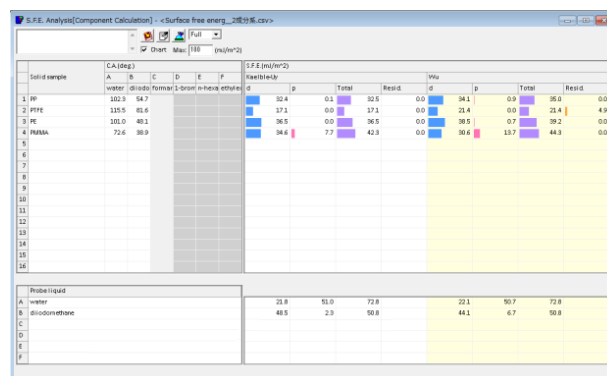 S.F.E. Analysis[Component Calculation] - <Surface free energ__2成分系.csv>
Full
Chart Max: 100 (mJ/m^2)
C.A.(deg.) S.F.E.(mJ/m^2)
Solid sample A B C D E F Kaelble-Uy Wu
water diiodo formar 1-brom n-hexa ethyle d p Total Resid. d p Total Resid.
1 PP 102.3 54.7 32.4 0.1 32.5 0.0 34.1 0.9 35.0 0.0
2 PTFE 115.5 81.6 17.1 0.0 17.1 0.0 21.4 0.0 21.4 4.9
3 PE 101.0 48.1 36.5 0.0 36.5 0.0 38.5 0.7 39.2 0.0
4 PMMA 72.6 38.9 34.6 7.7 42.3 0.0 30.6 13.7 44.3 0.0
5
6
7
8
9
10
11
12
13
14
15
16
Probe liquid
A water 21.8 51.0 72.8 22.1 50.7 72.8
B diiodomethane 48.5 2.3 50.8 44.1 6.7 50.8
C
D
E
F